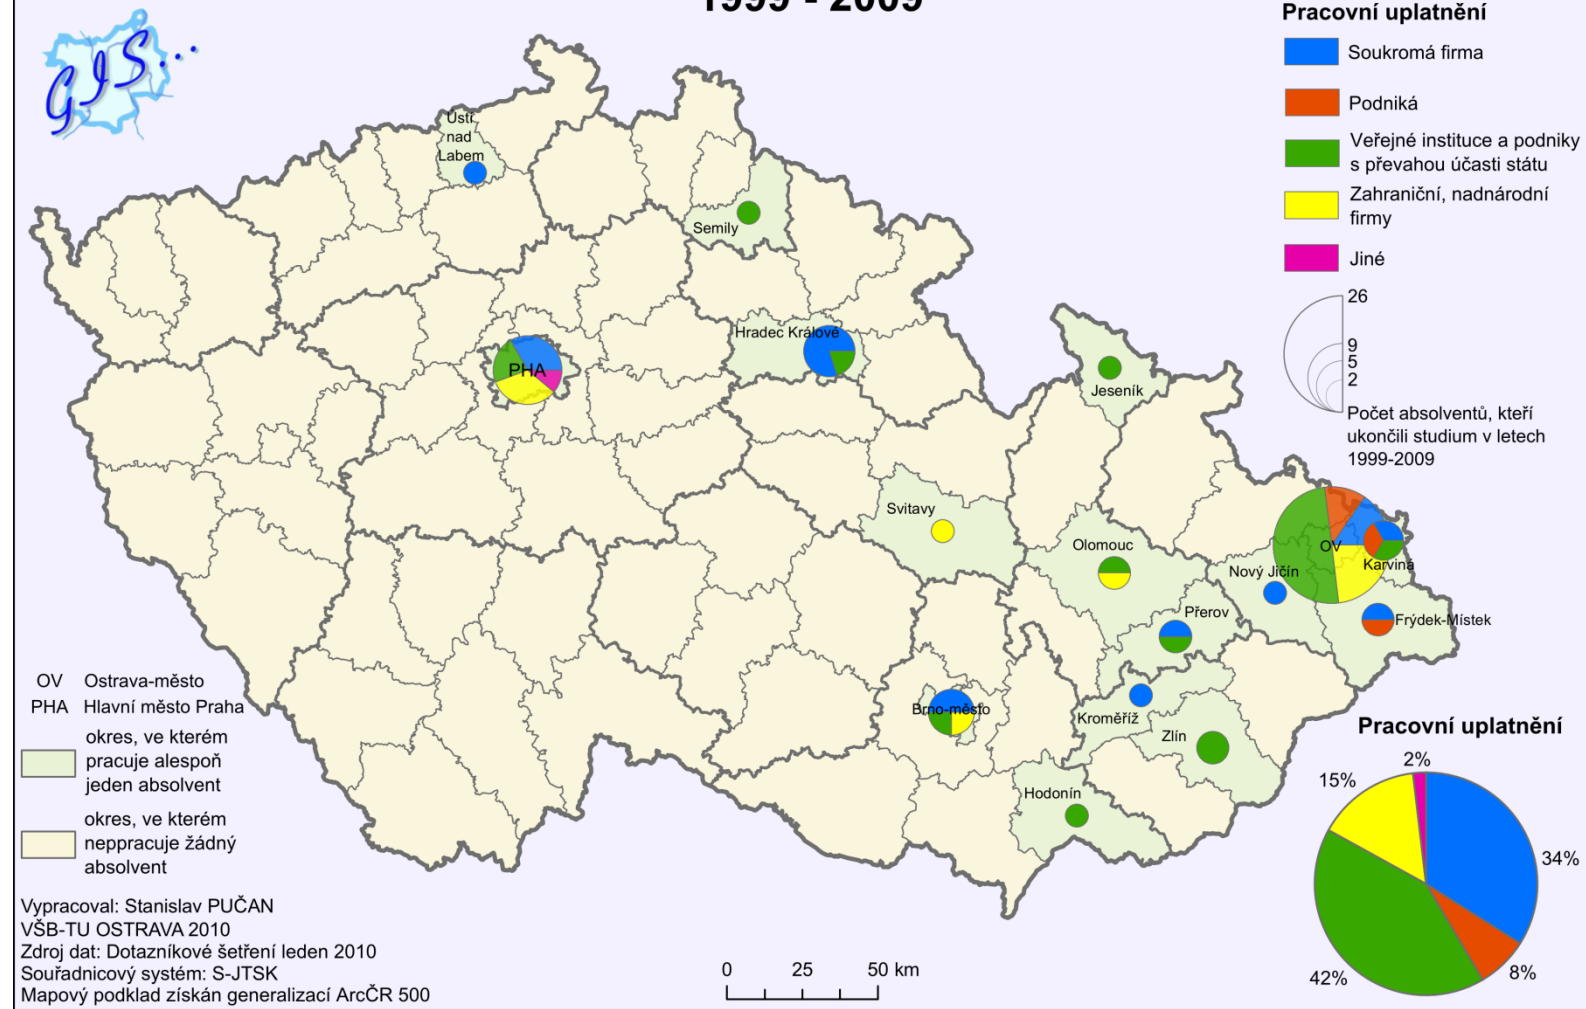 1999 - 2009
GIS...
Pracovní uplatnění
Soukromá firma
Podniká
Veřejné instituce a podniky
s převahou účasti státu
Zahraniční, nadnárodní
firmy
Jiné
26
9
5
2
Počet absolventů, kteří
ukončili studium v letech
1999-2009
Ústí
nad
Labem
Semily
Hradec Králové
PHA
Jeseník
Svitavy
Olomouc
OV
Karviná
Nový Jičín
Přerov
Frýdek-Místek
Brno-město
Kroměříž
Zlín
Hodonín
OV Ostrava-město
PHA Hlavní město Praha
okres, ve kterém
pracuje alespoň
jeden absolvent
okres, ve kterém
neppracuje žádný
absolvent
Vypracoval: Stanislav PUČAN
VŠB-TU OSTRAVA 2010
Zdroj dat: Dotazníkové šetření leden 2010
Souřadnicový systém: S-JTSK
Mapový podklad získán generalizací ArcČR 500
0 25 50 km
Pracovní uplatnění
2%
15%
34%
42%
8%